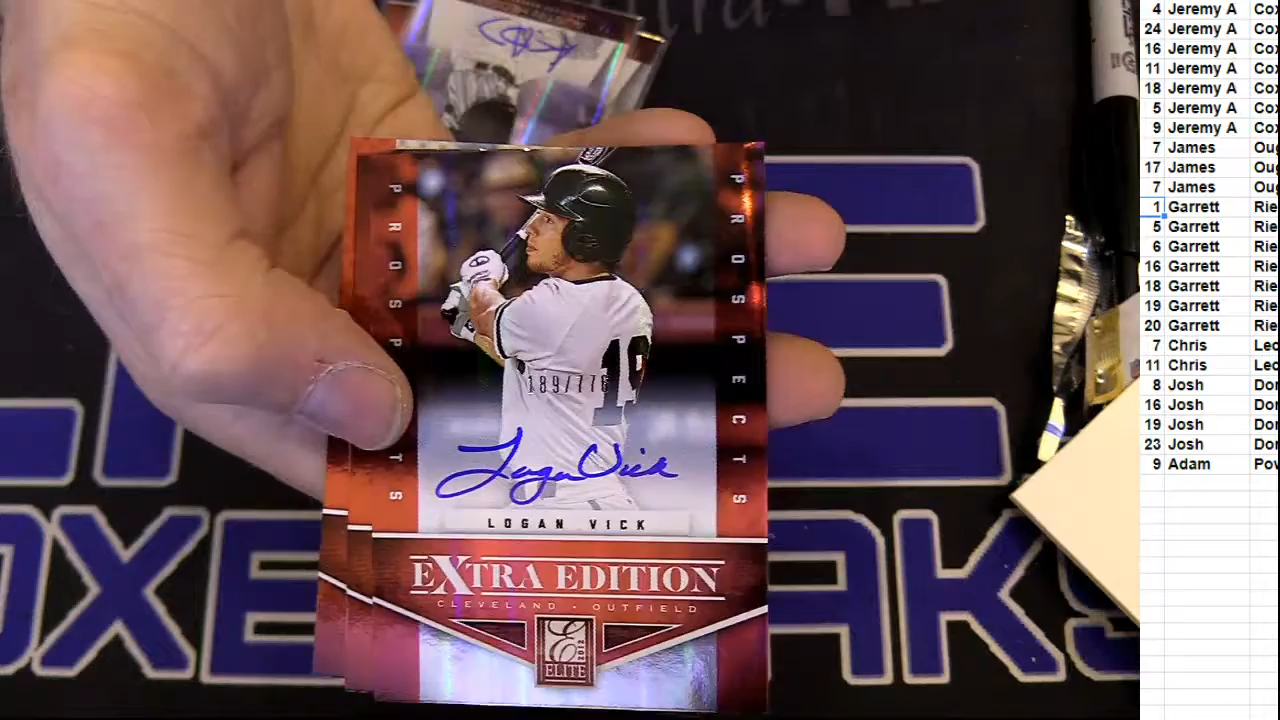 PROSPECTS
PROSPECTS
19
189/776
Logan Vick
LOGAN VICK
EXTRA EDITION
CLEVELAND • OUTFIELD
E
2012
ELITE
4 Jeremy A
24 Jeremy A
16 Jeremy A
11 Jeremy A
18 Jeremy A
5 Jeremy A
9 Jeremy A
7 James
17 James
7 James
1 Garrett
5 Garrett
6 Garrett
16 Garrett
18 Garrett
19 Garrett
20 Garrett
7 Chris
11 Chris
8 Josh
16 Josh
19 Josh
23 Josh
9 Adam